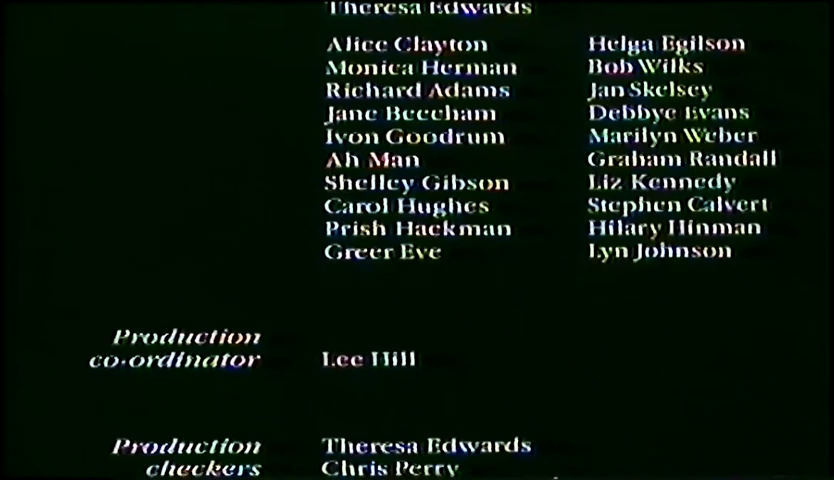 Theresa Edwards
Alice Clayton Helga Egilson
Monica Herman Bob Wilks
Richard Adams Jan Skelsey
Jane Beecham Debbye Evans
Ivon Goodrum Marilyn Weber
Ah Man Graham Randall
Shelley Gibson Liz Kennedy
Carol Hughes Stephen Calvert
Prish Hackman Hilary Hinman
Greer Eve Lyn Johnson
Production
co-ordinator Lee Hill
Production Theresa Edwards
checkers Chris Perry